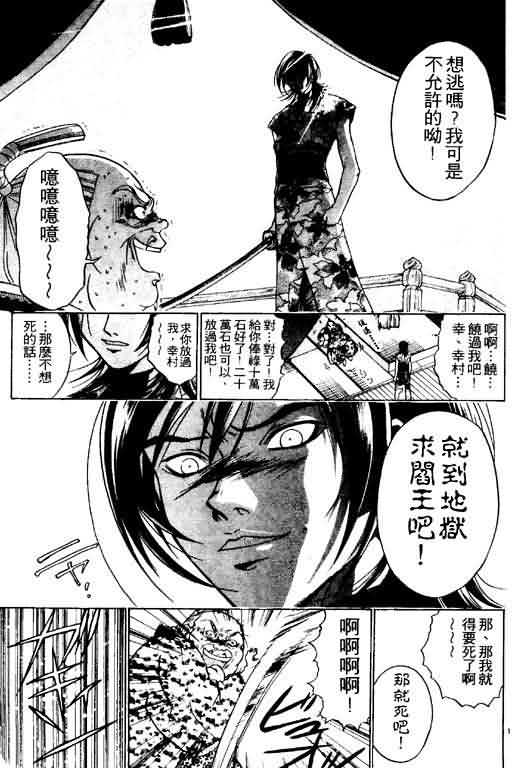 想逃嗎？我可是
不允許的呦！
噫噫噫噫~~~
啊啊…饒
過我吧！
幸、幸村…
對…對了！我
給你俸祿十萬
石好了！二十
萬石也可以、
放過我吧！
求你放過
我，幸村
~~~
…那麼不想
死的話……
就到地獄
求閻王吧！
那、那我就
得要死了啊
~~~
那就死吧！
啊啊啊啊！
1